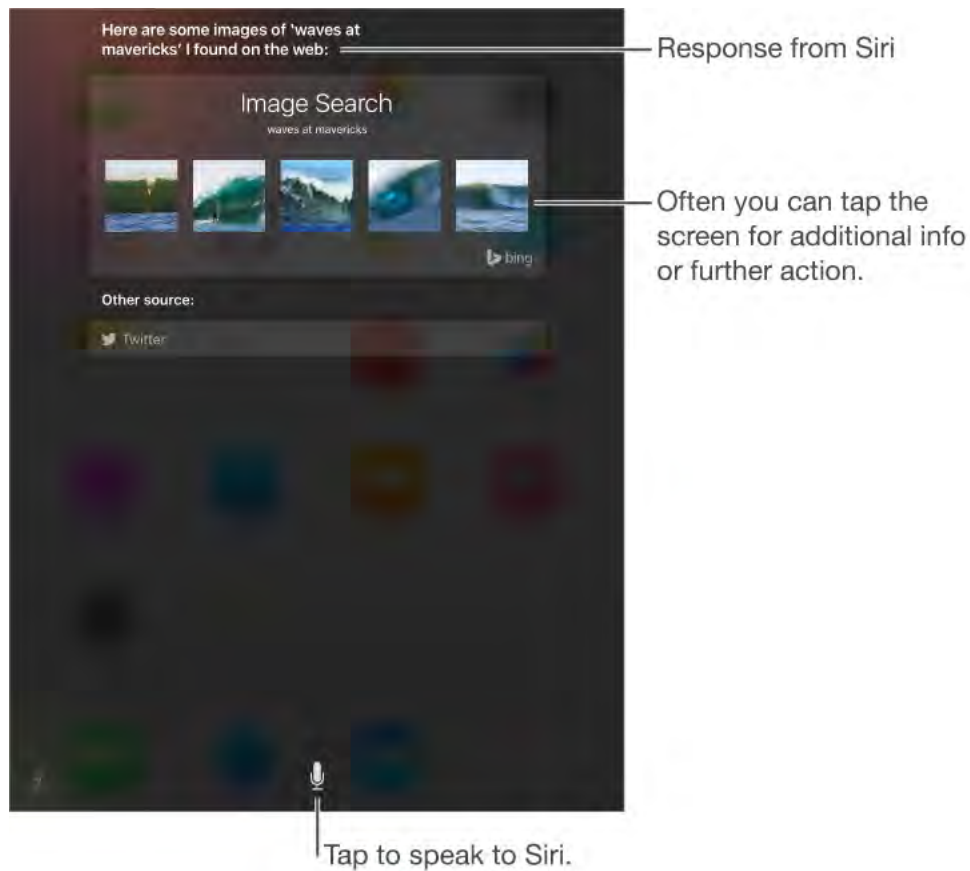 Here are some images of 'waves at
mavericks' I found on the web:
Response from Siri
Image Search
waves at mavericks
Often you can tap the
screen for additional info
or further action.
bing
Other source:
Twitter
Tap to speak to Siri.